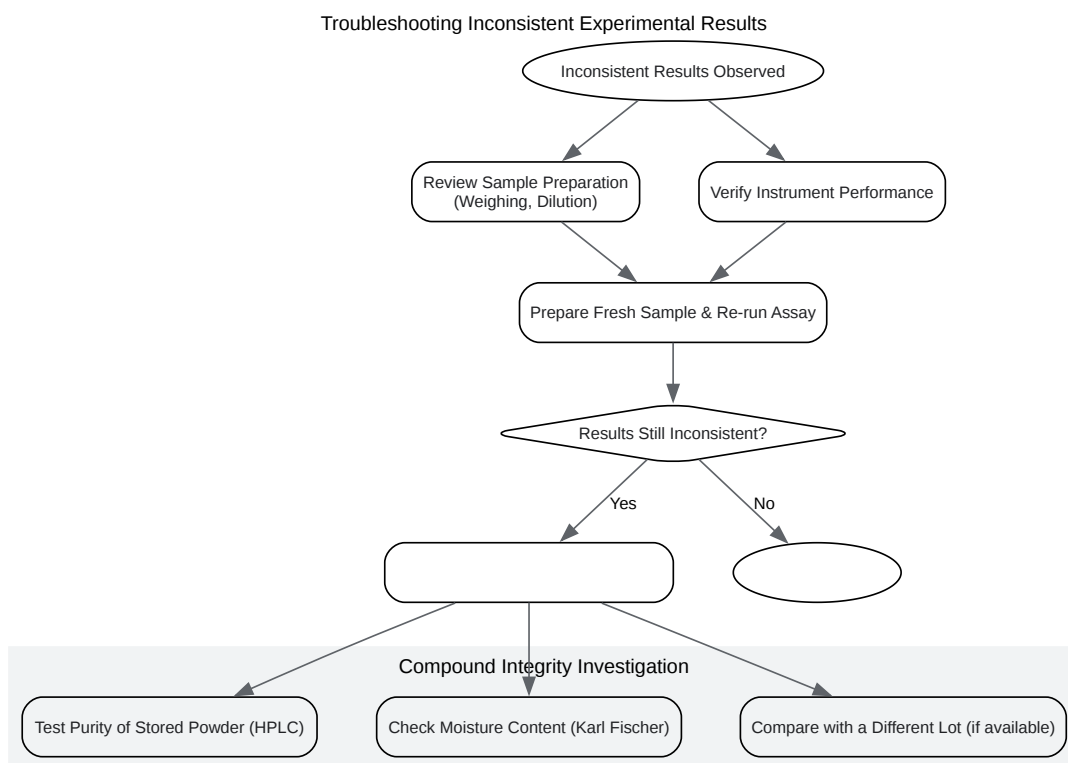 Troubleshooting Inconsistent Experimental Results
Inconsistent Results Observed
Review Sample Preparation
(Weighing, Dilution)
Verify Instrument Performance
Prepare Fresh Sample & Re-run Assay
Results Still Inconsistent?
Yes
No
Compound Integrity Investigation
Test Purity of Stored Powder (HPLC)
Check Moisture Content (Karl Fischer)
Compare with a Different Lot (if available)